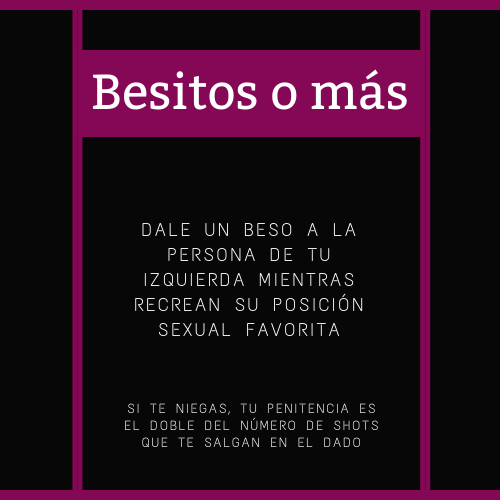 Besitos o más
DALE UN BESO A LA
PERSONA DE TU
IZQUIERDA MIENTRAS
RECREAN SU POSICIÓN
SEXUAL FAVORITA
SI TE NIEGAS, TU PENITENCIA ES
EL DOBLE DEL NÚMERO DE SHOTS
QUE TE SALGAN EN EL DADO